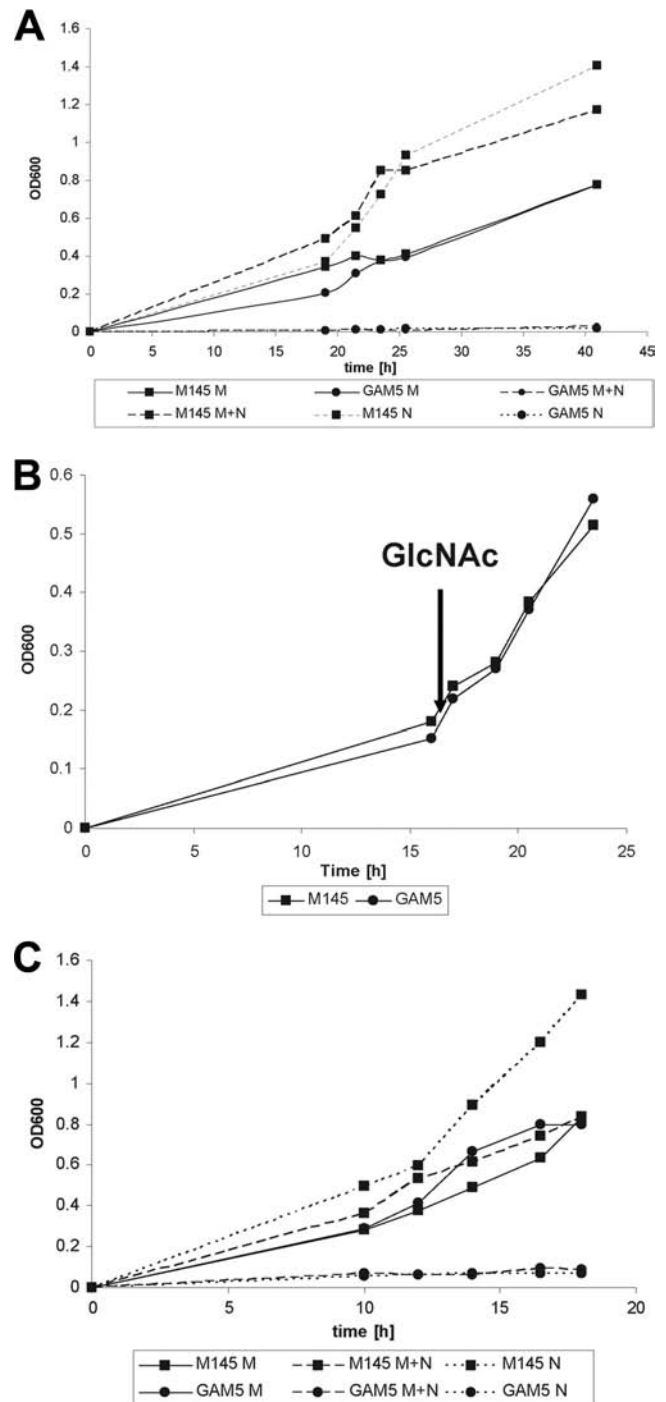 A
OD600
1.6
1.4
1.2
1
0.8
0.6
0.4
0.2
0
0 5 10 15 20 25 30 35 40 45
time [h]
M145 M GAM5 M GAM5 M+N
M145 M+N M145 N GAM5 N
B
OD600
0.6
0.5
0.4
0.3
0.2
0.1
0
GlcNAc
0 5 10 15 20 25
Time [h]
M145 GAM5
C
OD600
1.6
1.4
1.2
1
0.8
0.6
0.4
0.2
0
0 5 10 15 20
time [h]
M145 M M145 M+N M145 N
GAM5 M GAM5 M+N GAM5 N